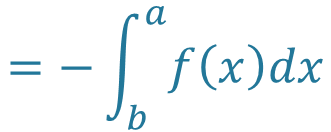 = − ∫_b^a f(x)dx